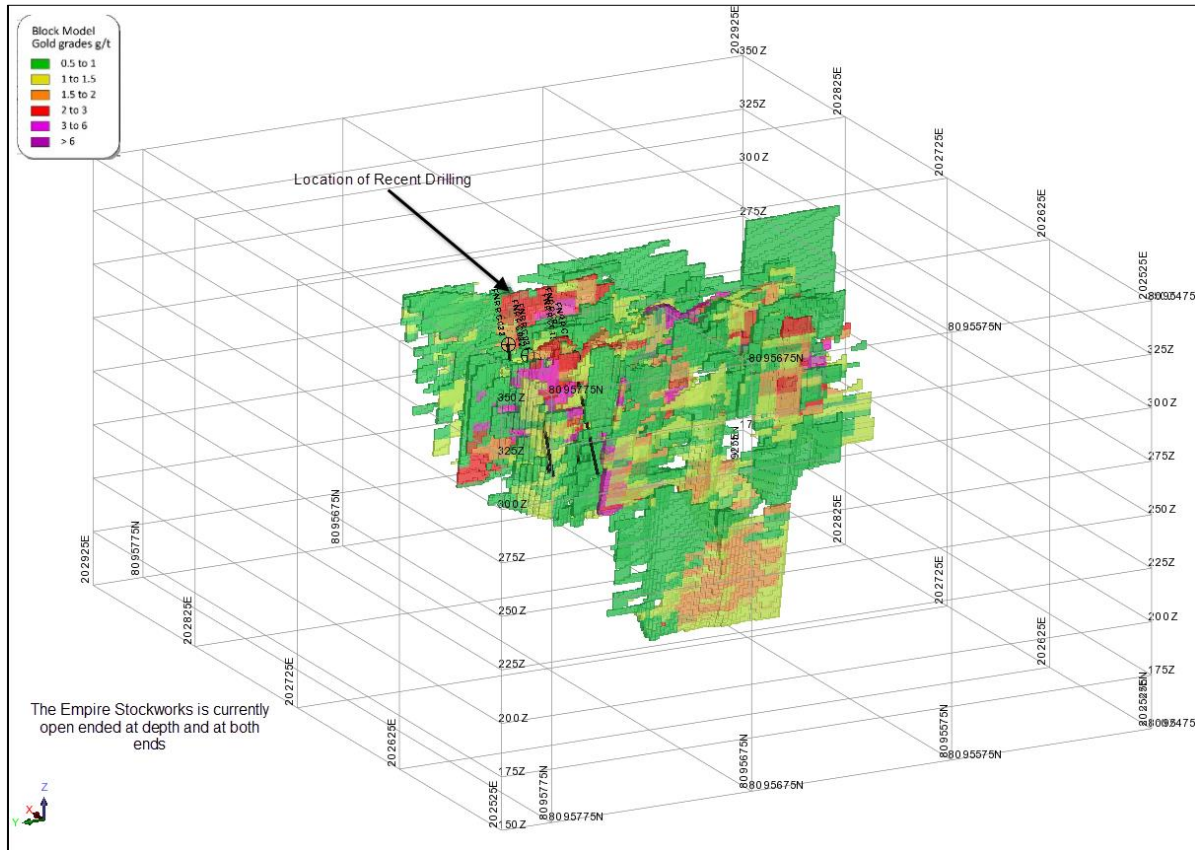 Block Model
Gold grades g/t
0.5 to 1
1 to 1.5
1.5 to 2
2 to 3
3 to 6
> 6
Location of Recent Drilling
The Empire Stockworks is currently
open ended at depth and at both
ends
202925E
350Z
202825E
325Z
202725E
300Z
202625E
275Z
202525E
8095575N
325Z
8095675N
300Z
8095775N
350Z
275Z
325Z
250Z
300Z
225Z
275Z
200Z
250Z
175Z
225Z
200Z
175Z
150Z
202925E
8095775N
8095675N
202825E
202725E
202625E
202525E
8095775N
8095775N
8095675N
8095675N
8095575N
8095575N
202825E
202725E
202625E
Z
X
Y